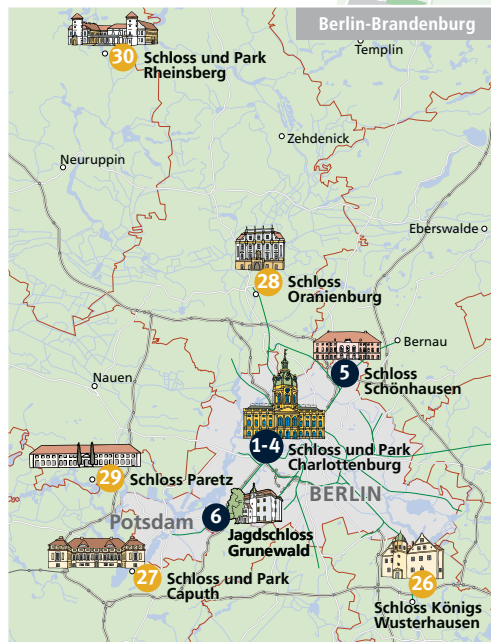 Berlin-Brandenburg
Templin
30 Schloss und Park
Rheinsberg
Zehdenick
Neuruppin
Eberswalde
28 Schloss
Oranienburg
Bernau
5 Schloss
Schönhausen
Nauen
1-4 Schloss und Park
Charlottenburg
29 Schloss Paretz
BERLIN
Potsdam
6 Jagdschloss
Grunewald
27 Schloss und Park
Caputh
26
Schloss Königs
Wusterhausen